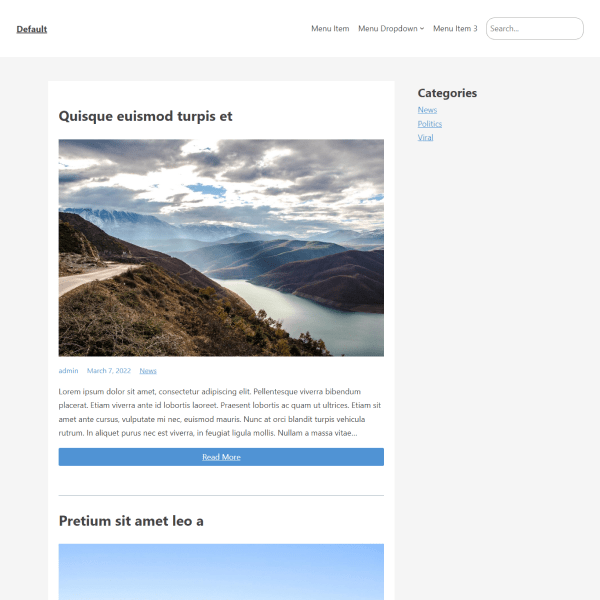 Default
Menu Item
Menu Dropdown
Menu Item 3
Search...
Quisque euismod turpis et
admin March 7, 2022 News
Lorem ipsum dolor sit amet, consectetur adipiscing elit. Pellentesque viverra bibendum
placerat. Etiam viverra ante id lobortis laoreet. Praesent lobortis ac quam ut ultrices. Etiam sit
amet ante cursus, vulputate mi nec, euismod mauris. Nunc at orci blandit turpis vehicula
rutrum. In aliquet purus nec est viverra, in feugiat ligula mollis. Nullam a massa vitae...
Read More
Pretium sit amet leo a
Categories
News
Politics
Viral